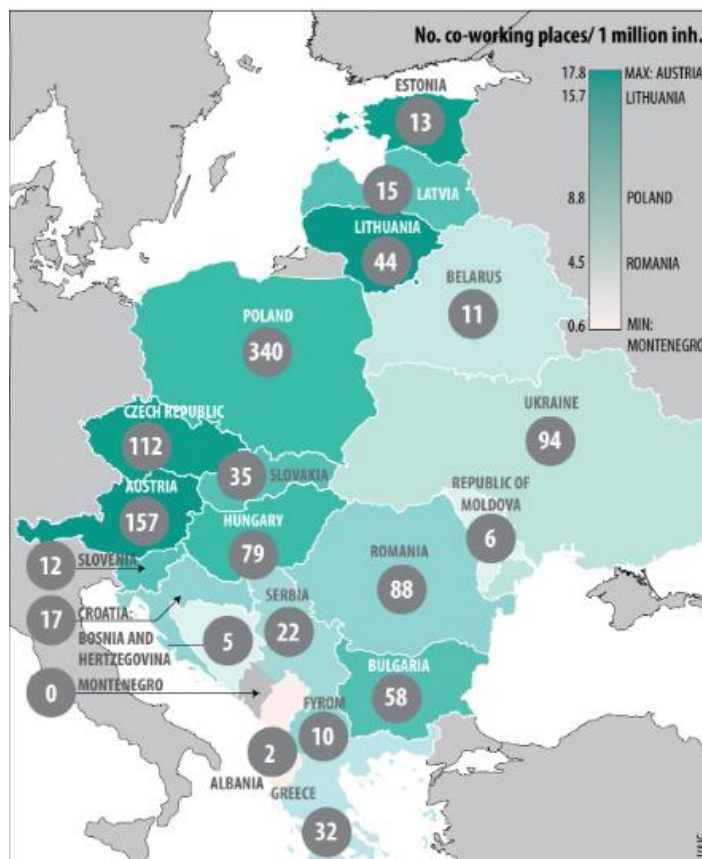 No. co-working places/ 1 million inh.
17.8 MAX: AUSTRIA
15.7 LITHUANIA
8.8 POLAND
4.5 ROMANIA
0.6 MIN:
MONTENEGRO
ESTONIA
13
15 LATVIA
LITHUANIA
44
BELARUS
11
POLAND
340
CZECH REPUBLIC
112
UKRAINE
94
35 SLOVAKIA
AUSTRIA
157
REPUBLIC OF
MOLDOVA
6
HUNGARY
79
12 SLOVENIA
ROMANIA
88
17 CROATIA:
SERBIA
22
BOSNIA AND
HERTZEGOVINA
5
0 MONTENEGRO
BULGARIA
58
FYROM
10
2
ALBANIA
GREECE
32